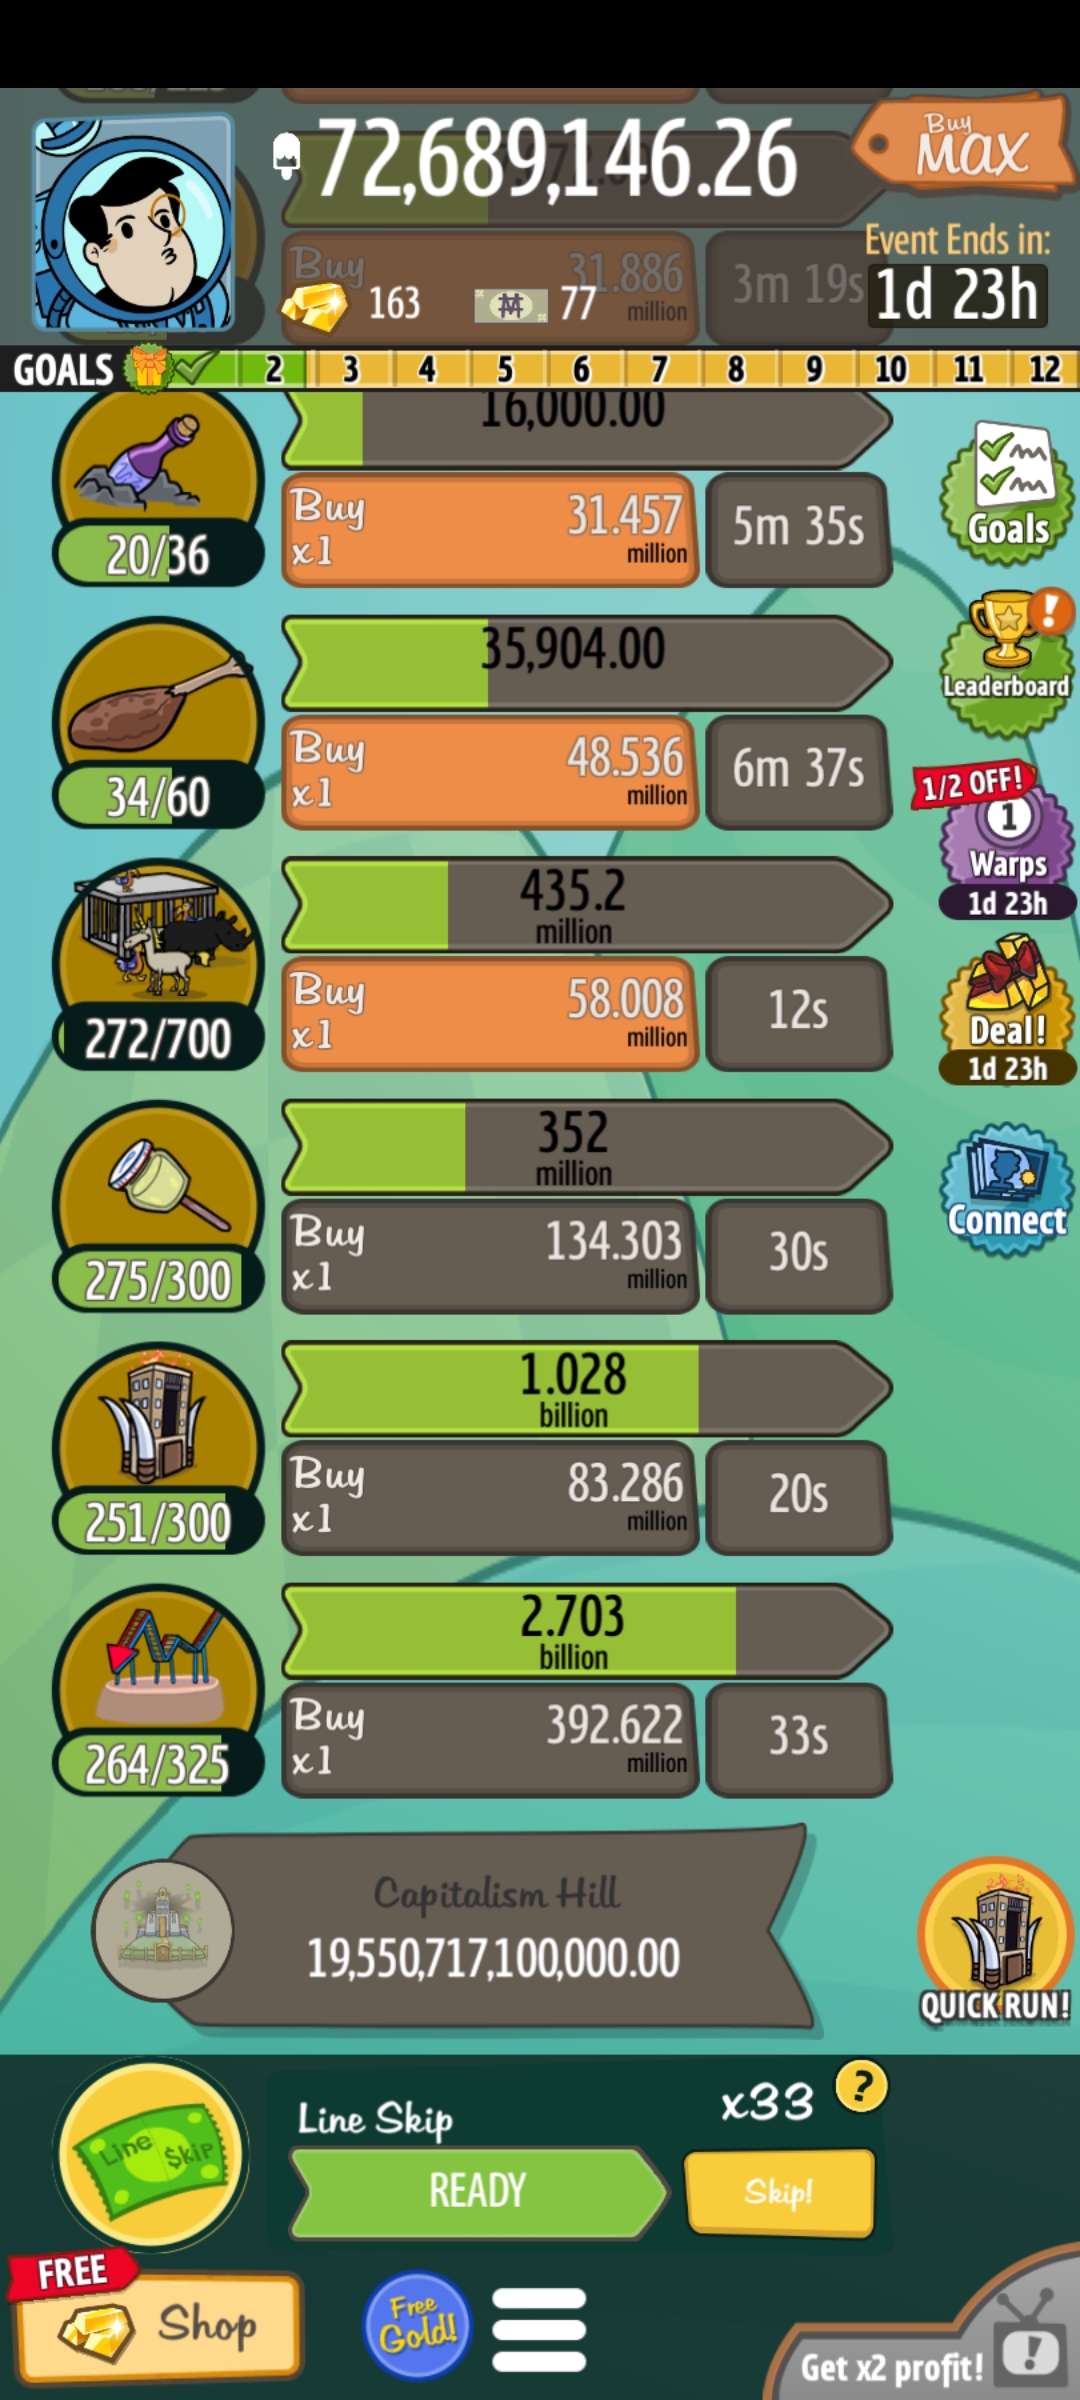 72,689,146.26
Buy
MAX
Event Ends in:
1d 23h
Buy
31.886
million
3m 19s
163
77
GOALS 2 3 4 5 6 7 8 9 10 11 12
16,000.00
20/36
Buy
x1
31.457
million
5m 35s
Goals
35,904.00
34/60
Buy
x1
48.536
million
6m 37s
Leaderboard
1/2 OFF!
1
Warps
1d 23h
435.2
million
272/700
Buy
x1
58.008
million
12s
Deal!
1d 23h
352
million
275/300
Buy
x1
134.303
million
30s
Connect
1.028
billion
251/300
Buy
x1
83.286
million
20s
2.703
billion
264/325
Buy
x1
392.622
million
33s
Capitalism Hill
19,550,717,100,000.00
QUICK RUN!
Line $kip
Line Skip
x33
?
READY
Skip!
FREE
Shop
Free
Gold!
Get x2 profit!